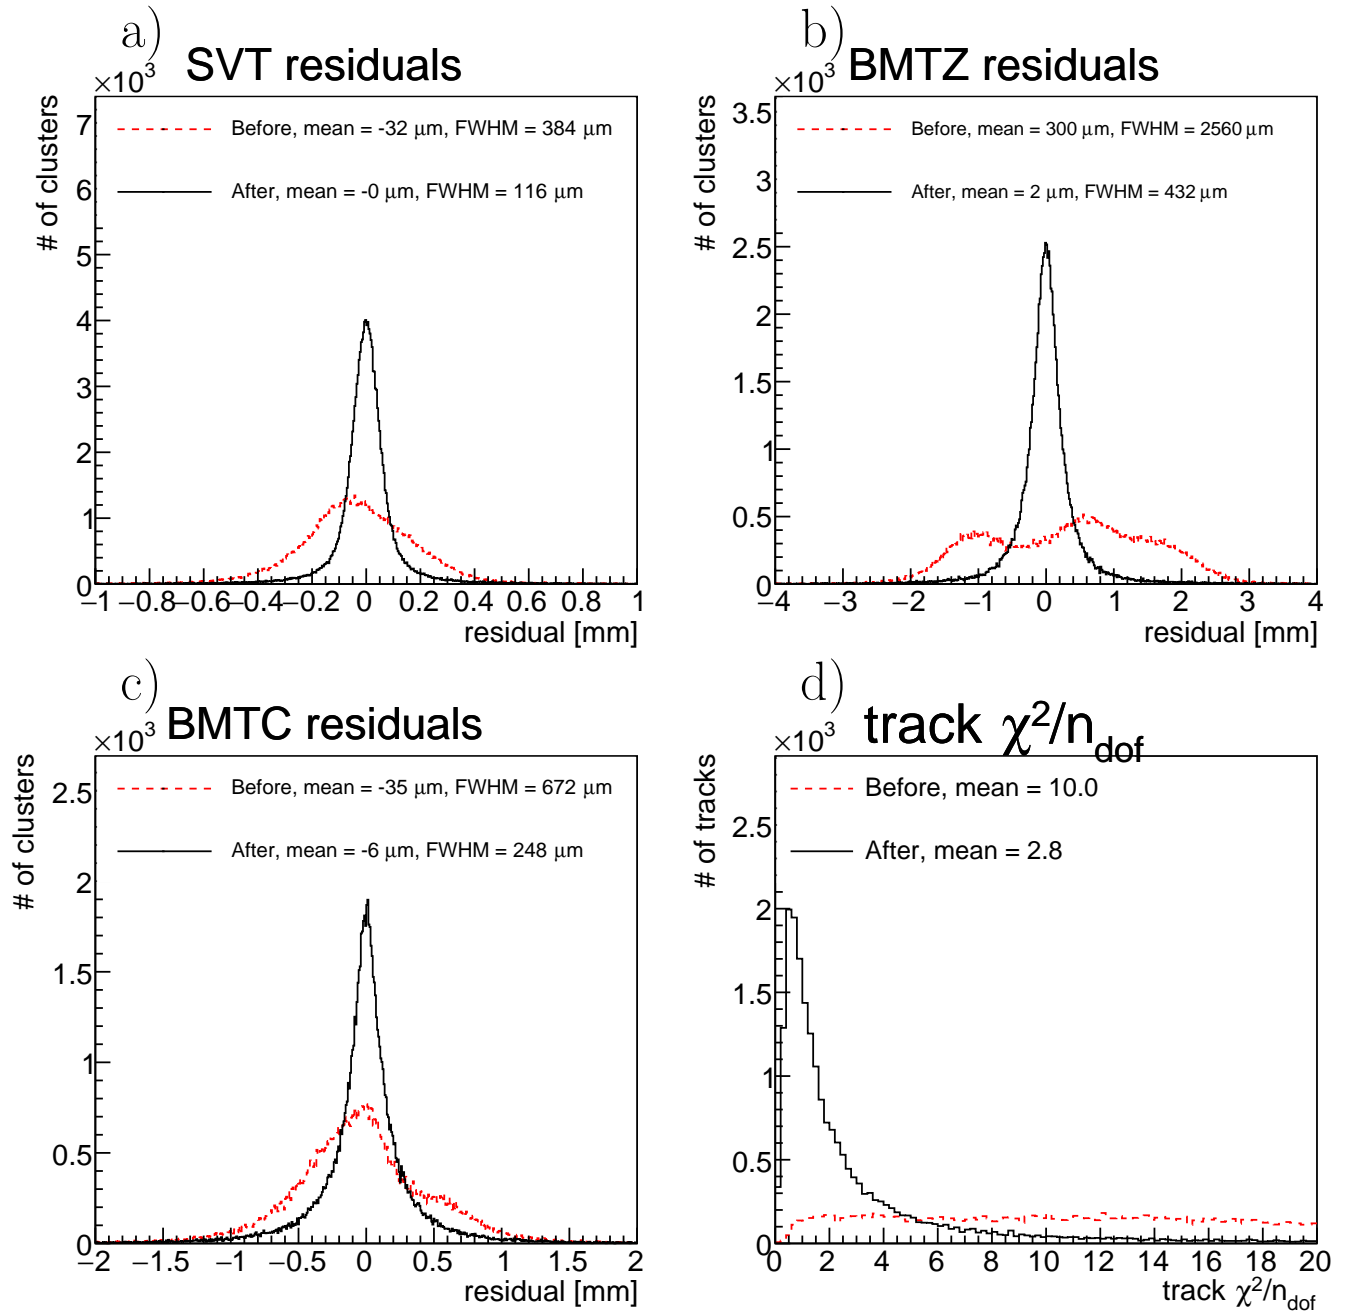 a) SVT residuals
×10³
# of clusters
Before, mean = -32 μm, FWHM = 384 μm
After, mean = -0 μm, FWHM = 116 μm
7
6
5
4
3
2
1
0
−1 −0.8 −0.6 −0.4 −0.2 0 0.2 0.4 0.6 0.8 1
residual [mm]
b) BMTZ residuals
×10³
# of clusters
Before, mean = 300 μm, FWHM = 2560 μm
After, mean = 2 μm, FWHM = 432 μm
3.5
3
2.5
2
1.5
1
0.5
0
−4 −3 −2 −1 0 1 2 3 4
residual [mm]
c) BMTC residuals
×10³
# of clusters
Before, mean = -35 μm, FWHM = 672 μm
After, mean = -6 μm, FWHM = 248 μm
2.5
2
1.5
1
0.5
0
−2 −1.5 −1 −0.5 0 0.5 1 1.5 2
residual [mm]
d) track χ²/n_dof
×10³
# of tracks
Before, mean = 10.0
After, mean = 2.8
2.5
2
1.5
1
0.5
0
0 2 4 6 8 10 12 14 16 18 20
track χ²/n_dof